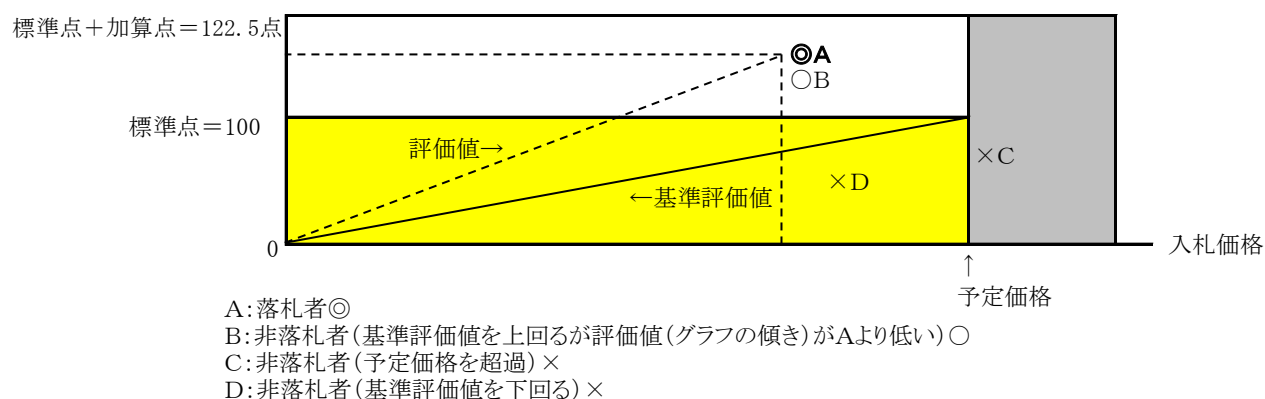 標準点+加算点=122.5点
◎A
○B
標準点=100
評価値→
×C
×D
←基準評価値
0
入札価格
↑
予定価格
A:落札者◎
B:非落札者(基準評価値を上回るが評価値(グラフの傾き)がAより低い)○
C:非落札者(予定価格を超過)×
D:非落札者(基準評価値を下回る)×